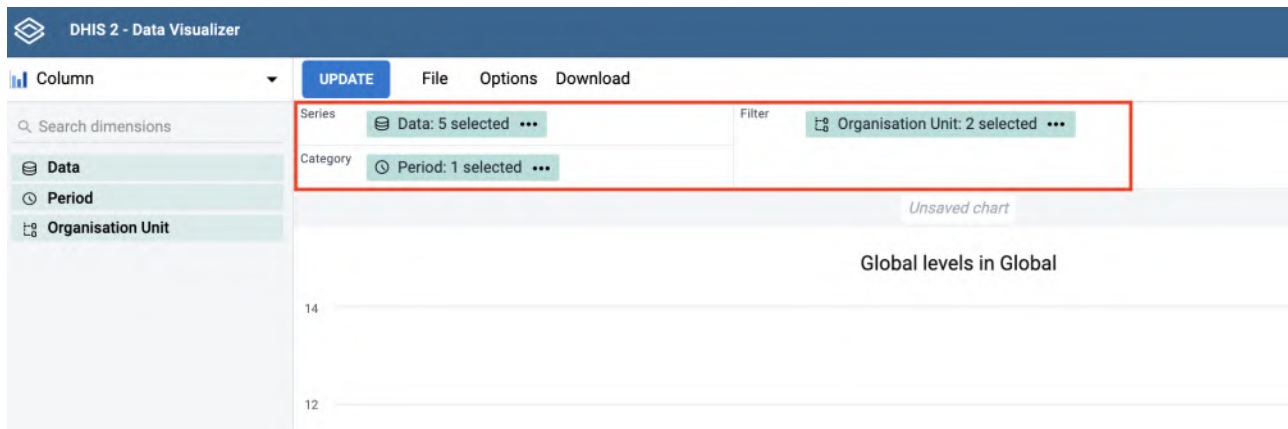 DHIS 2 - Data Visualizer
Column
UPDATE File Options Download
Search dimensions
Data
Period
Organisation Unit
Series Data: 5 selected •••
Category Period: 1 selected •••
Filter Organisation Unit: 2 selected •••
Unsaved chart
Global levels in Global
14
12